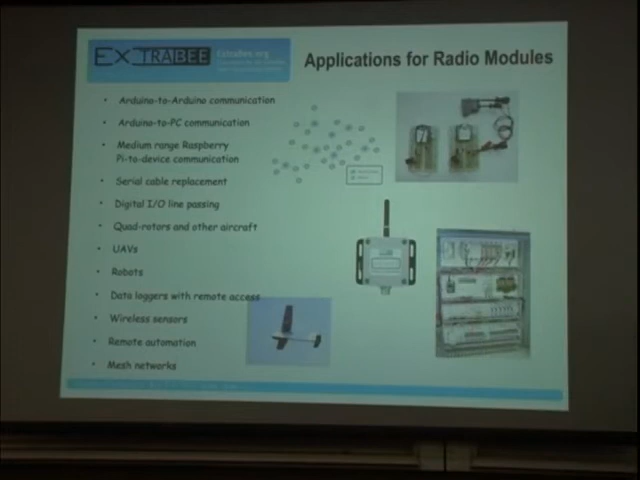 EXTRABEE
ExtraBee.org
Applications for Radio Modules
• Arduino-to-Arduino communication
• Arduino-to-PC communication
• Medium range Raspberry
Pi-to-device communication
• Serial cable replacement
• Digital I/O line passing
• Quad-rotors and other aircraft
• UAVs
• Robots
• Data loggers with remote access
• Wireless sensors
• Remote automation
• Mesh networks